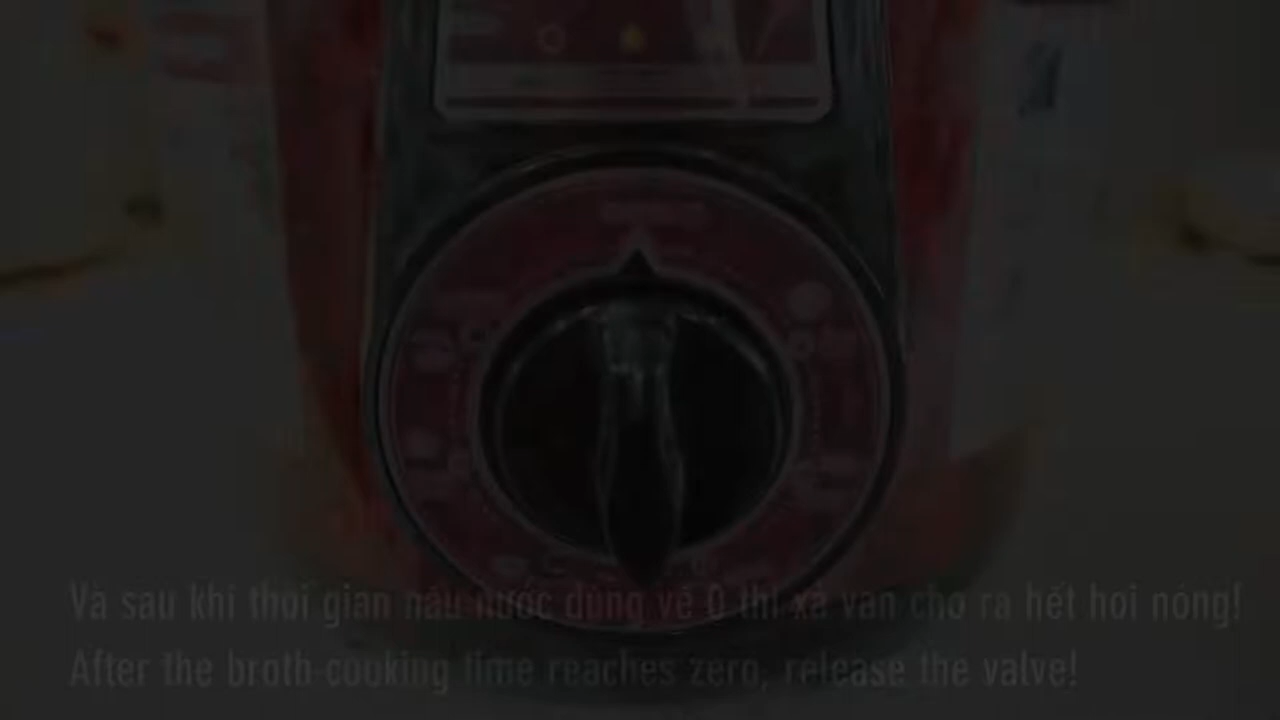 Và sau khi thời gian nấu nước dùng về 0 thì xả van cho ra hết hơi nóng!
After the broth-cooking time reaches zero, release the valve!